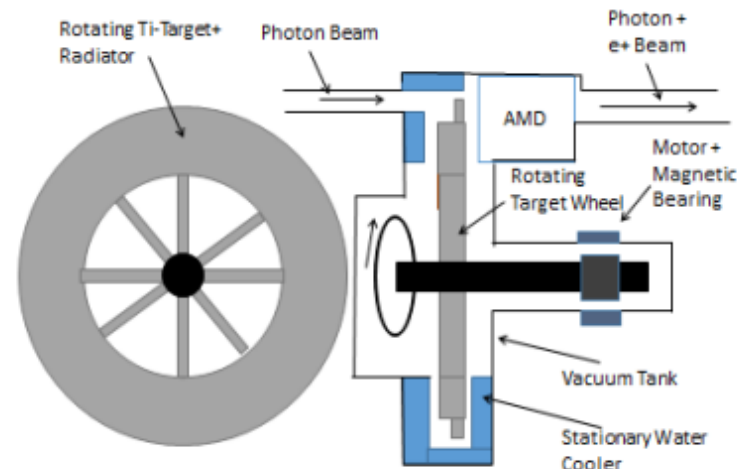 Rotating Ti-Target+
Radiator
Photon Beam
Photon +
e+ Beam
AMD
Motor +
Magnetic
Bearing
Rotating
Target Wheel
Vacuum Tank
Stationary Water
Cooler